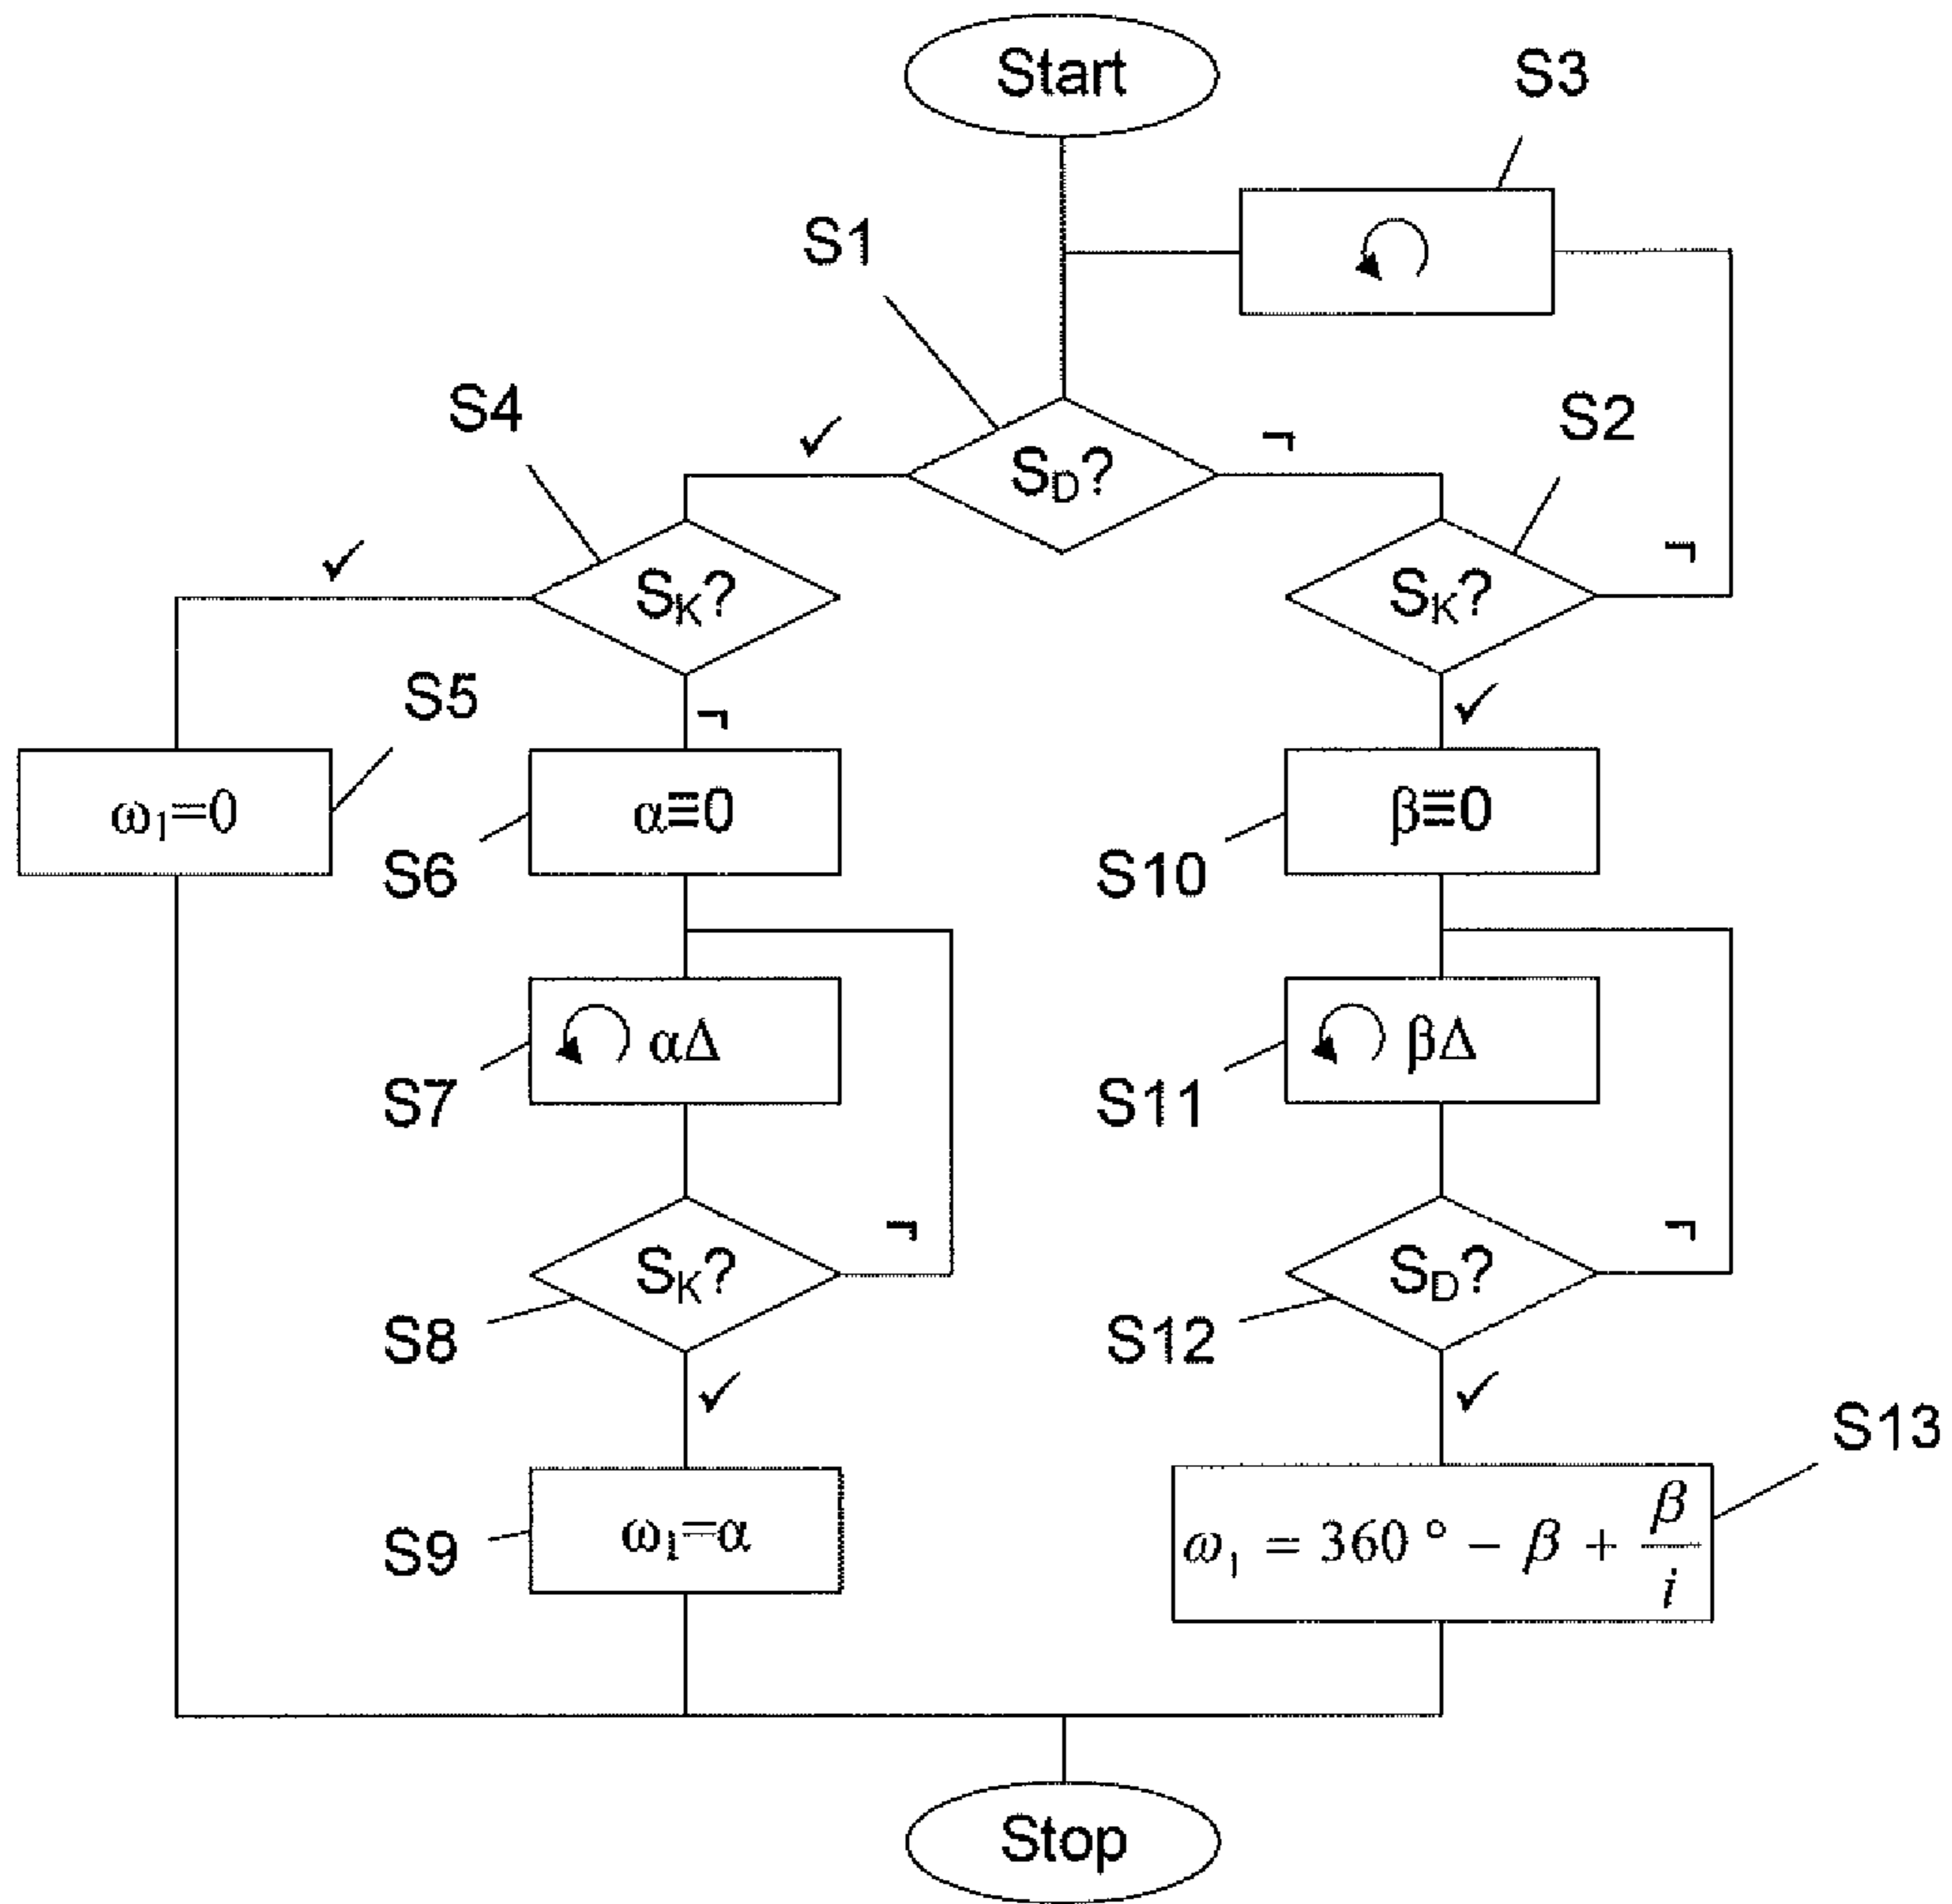 Start
S3
S1
S4
✓
S_D?
¬
S2
✓
S_K?
S_K?
¬
S5
¬
✓
ω₁=0
α≡0
β≡0
S6
S10
αΔ
βΔ
S7
S11
¬
¬
S_K?
S_D?
S8
S12
✓
✓
S13
S9
ω₁=α
ω₁ = 360 ° − β + β/i
Stop